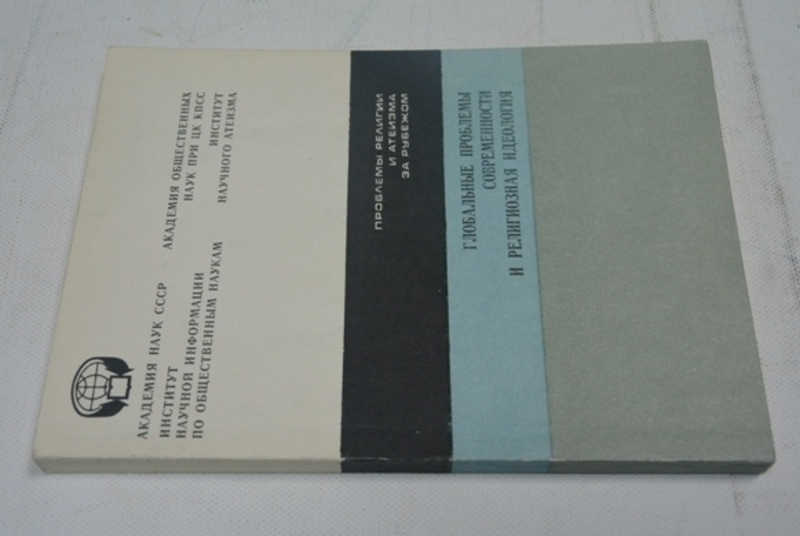 АКАДЕМИЯ НАУК СССР
ИНСТИТУТ
НАУЧНОЙ ИНФОРМАЦИИ
ПО ОБЩЕСТВЕННЫМ НАУКАМ
АКАДЕМИЯ ОБЩЕСТВЕННЫХ
НАУК ПРИ ЦК КПСС
ИНСТИТУТ
НАУЧНОГО АТЕИЗМА
ПРОБЛЕМЫ РЕЛИГИИ
И АТЕИЗМА
ЗА РУБЕЖОМ
ГЛОБАЛЬНЫЕ ПРОБЛЕМЫ
СОВРЕМЕННОСТИ
И РЕЛИГИОЗНАЯ ИДЕОЛОГИЯ